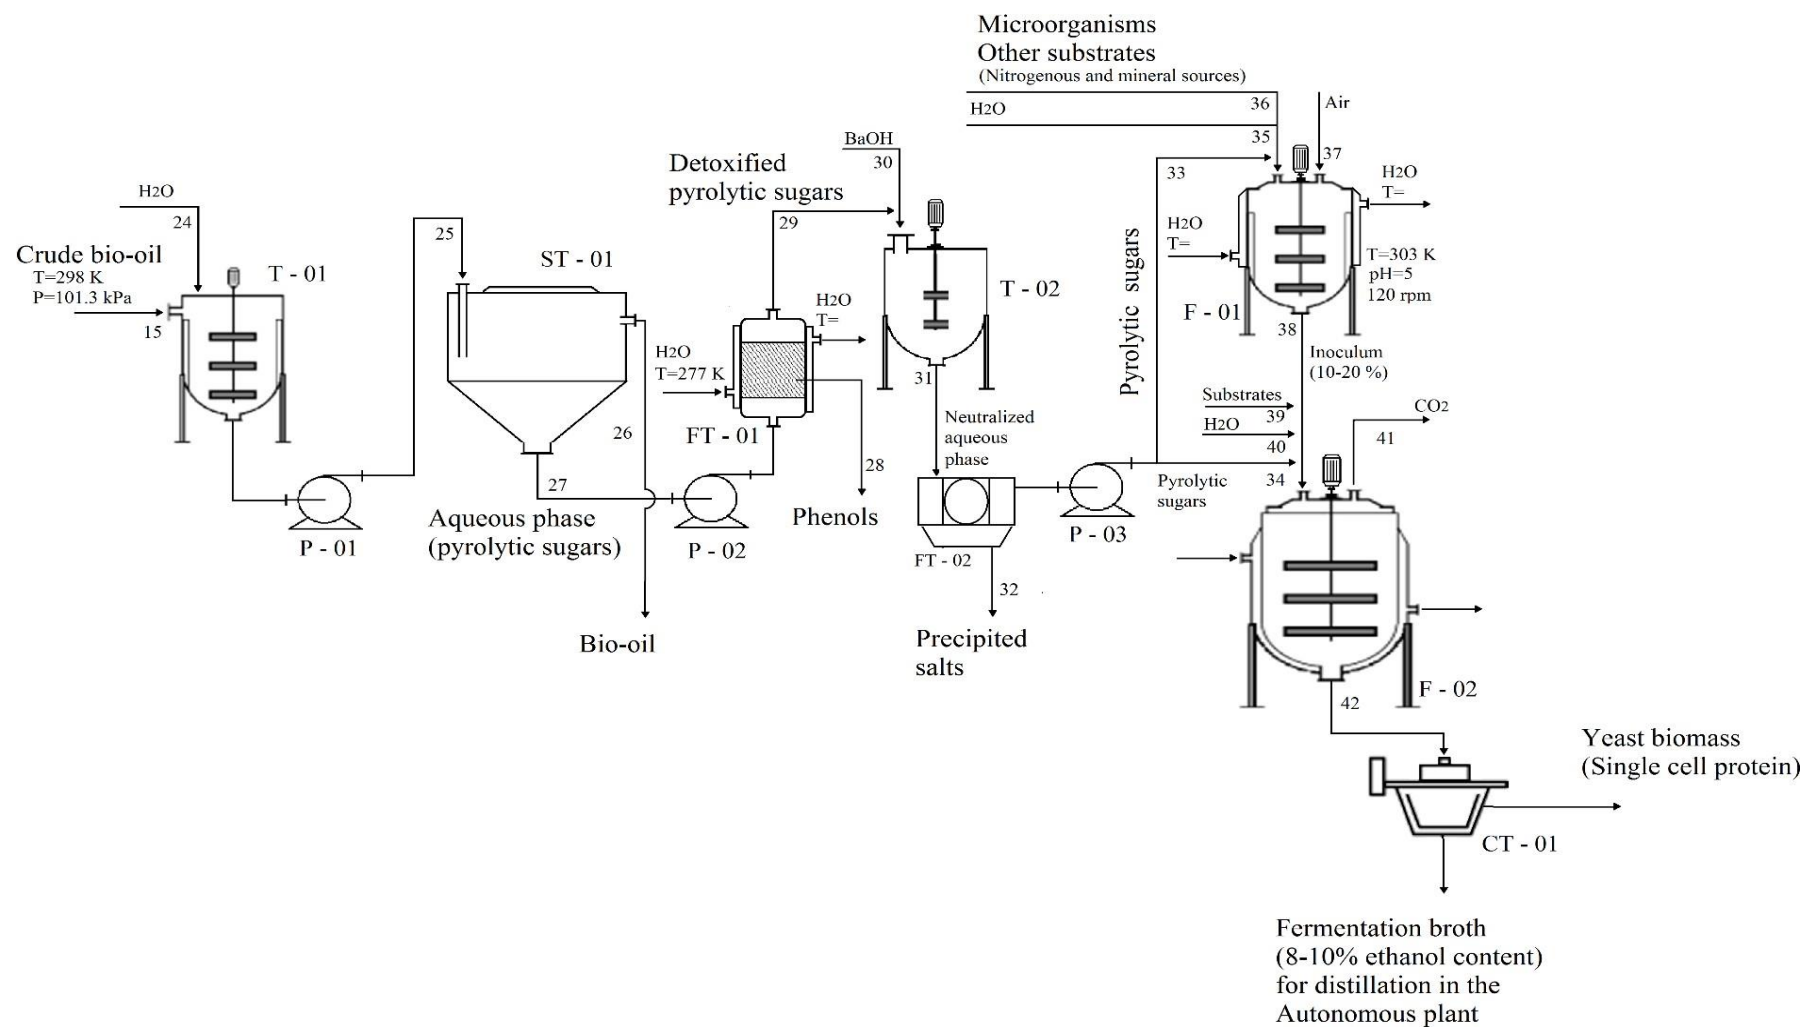 Microorganisms
Other substrates
(Nitrogenous and mineral sources)
36
Air
H2O
35
37
BaOH
30
33
Detoxified
pyrolytic sugars
29
H2O
T=
H2O
24
25
H2O
T=
Crude bio-oil
T=298 K
P=101.3 kPa
15
T - 01
ST - 01
T - 02
T=303 K
pH=5
120 rpm
F - 01
38
Pyrolytic sugars
H2O
T=
H2O
T=277 K
Inoculum
(10-20 %)
31
Substrates
39
H2O
40
CO2
41
26
FT - 01
Neutralized
aqueous
phase
28
27
Pyrolytic
sugars
34
Aqueous phase
(pyrolytic sugars)
Phenols
P - 01
P - 02
P - 03
FT - 02
32
Bio-oil
Precipited
salts
F - 02
42
Yeast biomass
(Single cell protein)
CT - 01
Fermentation broth
(8-10% ethanol content)
for distillation in the
Autonomous plant